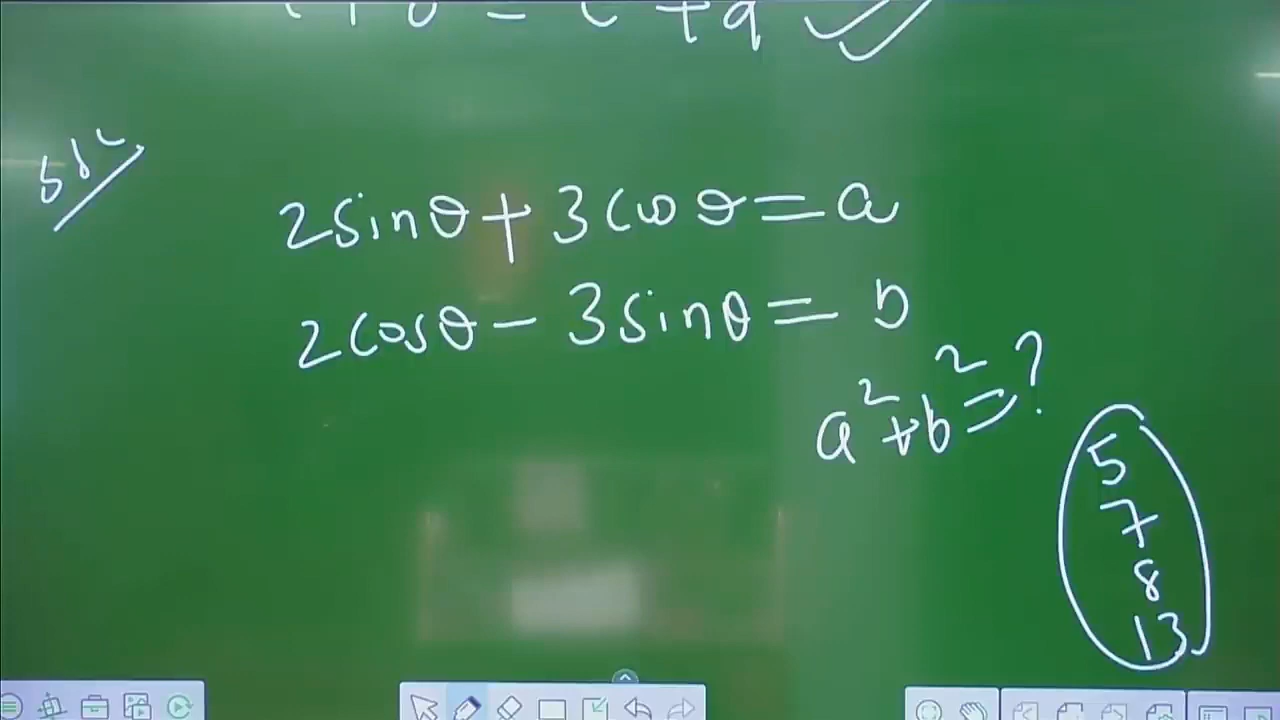 2sinθ + 3cosθ = a
2cosθ - 3sinθ = b
a² + b² = ?
5
7
8
13